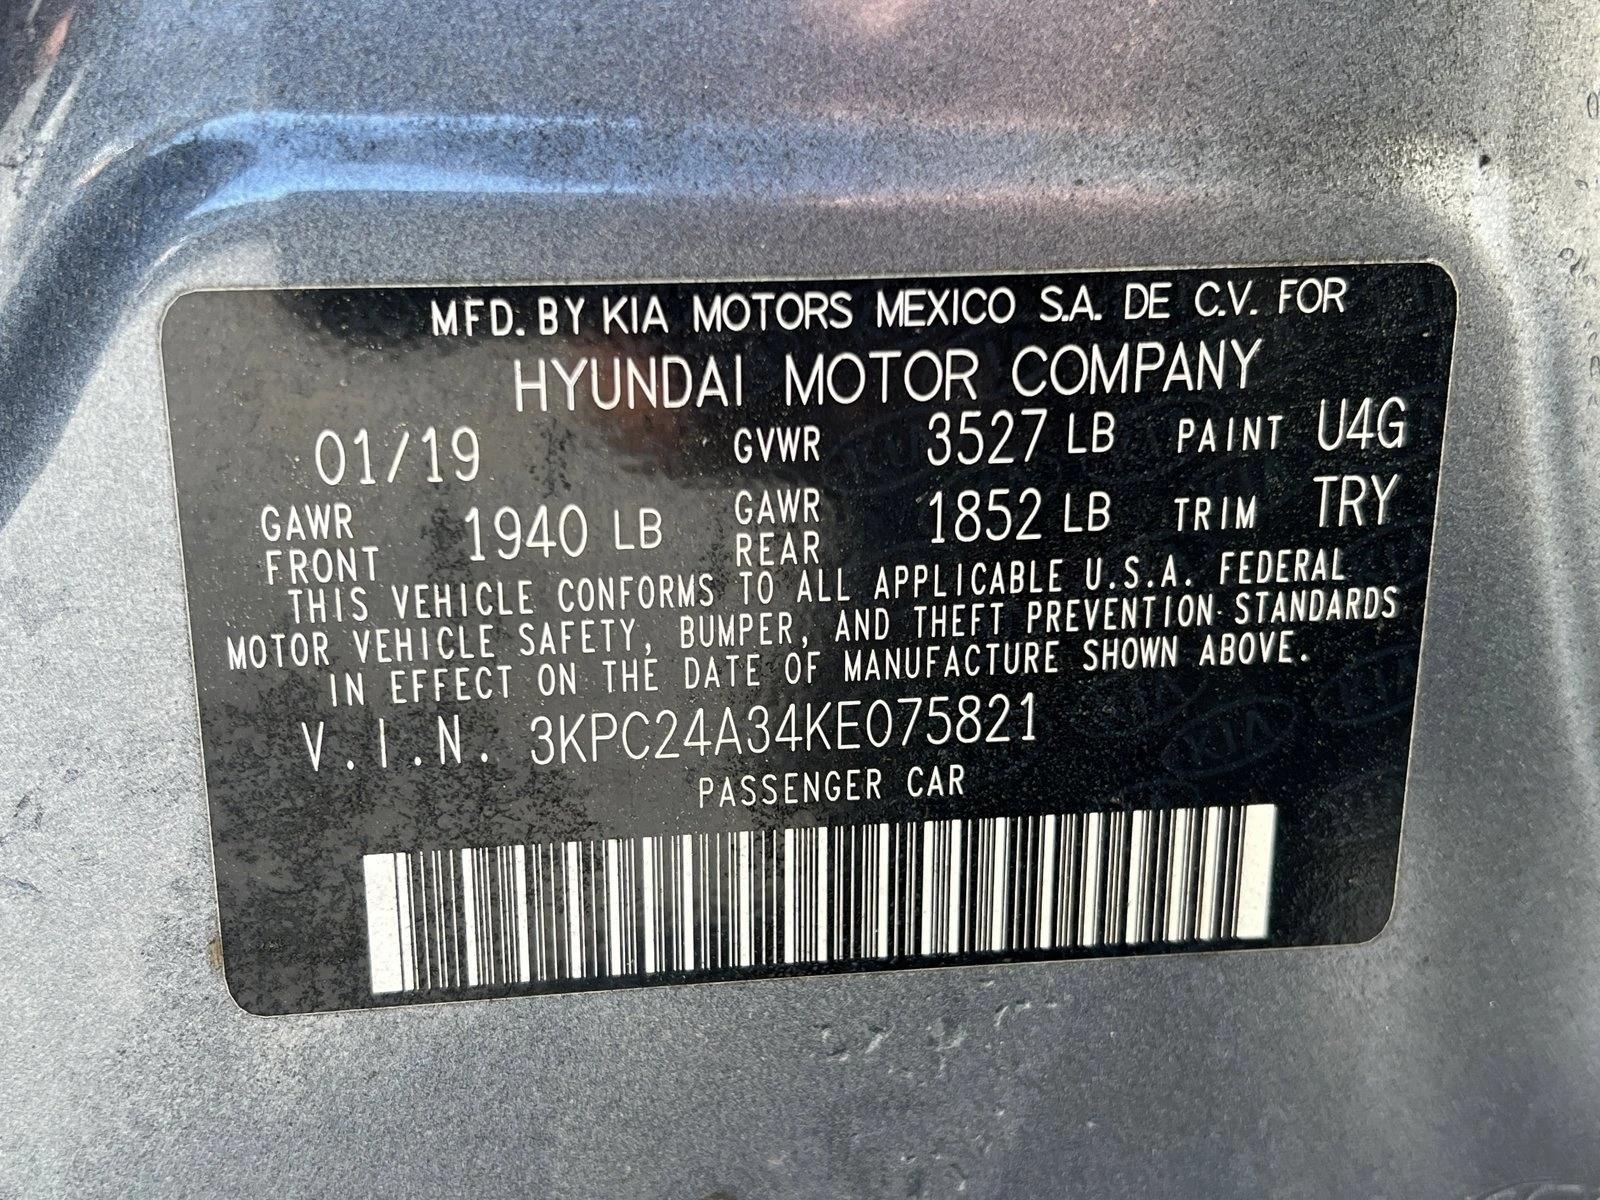 MFD. BY KIA MOTORS MEXICO S.A. DE C.V. FOR
HYUNDAI MOTOR COMPANY
01/19 GVWR 3527 LB PAINT U4G
GAWR FRONT 1940 LB GAWR REAR 1852 LB TRIM TRY
THIS VEHICLE CONFORMS TO ALL APPLICABLE U.S.A. FEDERAL
MOTOR VEHICLE SAFETY, BUMPER, AND THEFT PREVENTION STANDARDS
IN EFFECT ON THE DATE OF MANUFACTURE SHOWN ABOVE.
V.I.N. 3KPC24A34KE075821
PASSENGER CAR
KIA